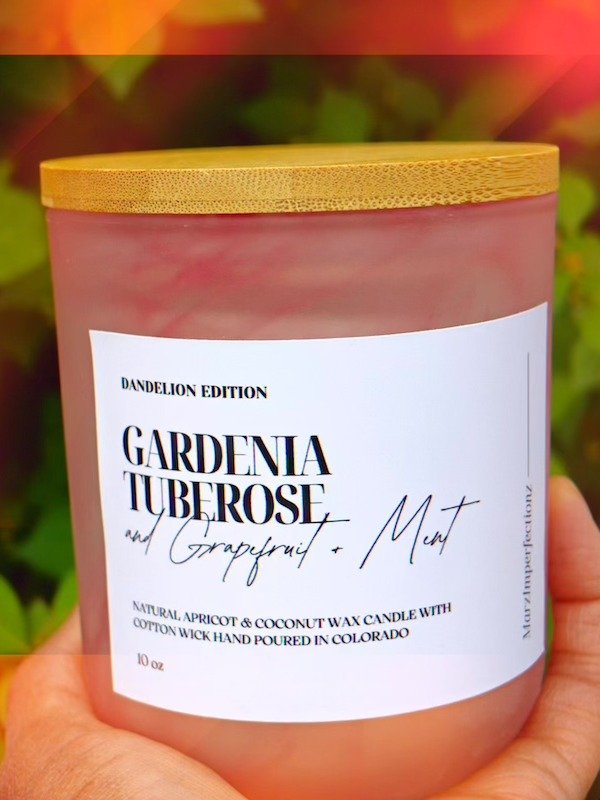 DANDELION EDITION
GARDENIA
TUBEROSE
and Grapefruit + Mint
NATURAL APRICOT & COCONUT WAX CANDLE WITH
COTTON WICK HAND POURED IN COLORADO
10 oz
MarzImperfectionz